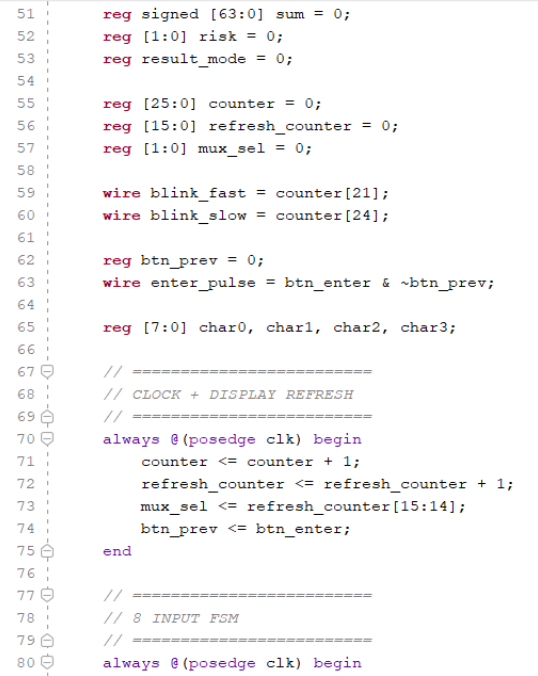 51 reg signed [63:0] sum = 0;
52 reg [1:0] risk = 0;
53 reg result_mode = 0;
54
55 reg [25:0] counter = 0;
56 reg [15:0] refresh_counter = 0;
57 reg [1:0] mux_sel = 0;
58
59 wire blink_fast = counter[21];
60 wire blink_slow = counter[24];
61
62 reg btn_prev = 0;
63 wire enter_pulse = btn_enter & ~btn_prev;
64
65 reg [7:0] char0, char1, char2, char3;
66
67 // =========================
68 // CLOCK + DISPLAY REFRESH
69 // =========================
70 always @(posedge clk) begin
71 counter <= counter + 1;
72 refresh_counter <= refresh_counter + 1;
73 mux_sel <= refresh_counter[15:14];
74 btn_prev <= btn_enter;
75 end
76
77 // =========================
78 // 8 INPUT FSM
79 // =========================
80 always @(posedge clk) begin